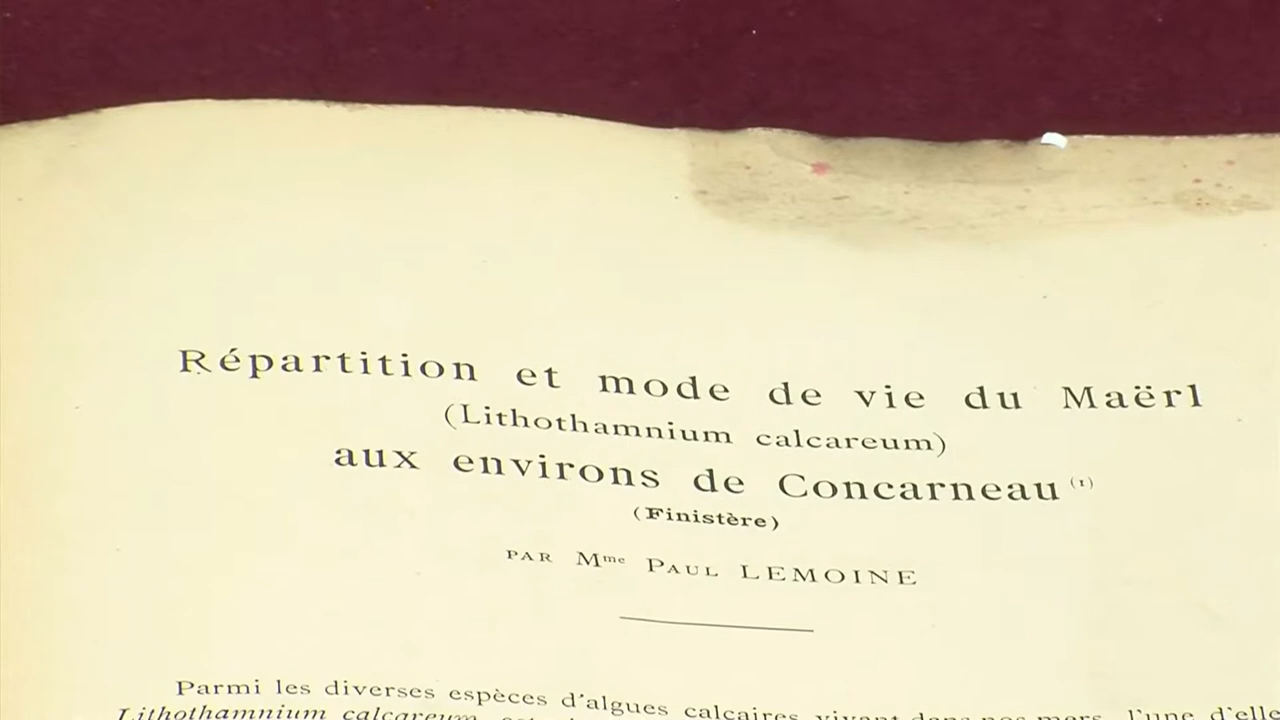 Répartition et mode de vie du Maërl
(Lithothamnium calcareum)
aux environs de Concarneau (1)
(Finistère)
PAR Mme PAUL LEMOINE
Parmi les diverses espèces d'algues calcaires vivant dans nos mers, l'une d'elle
Lithothamnium calcareum